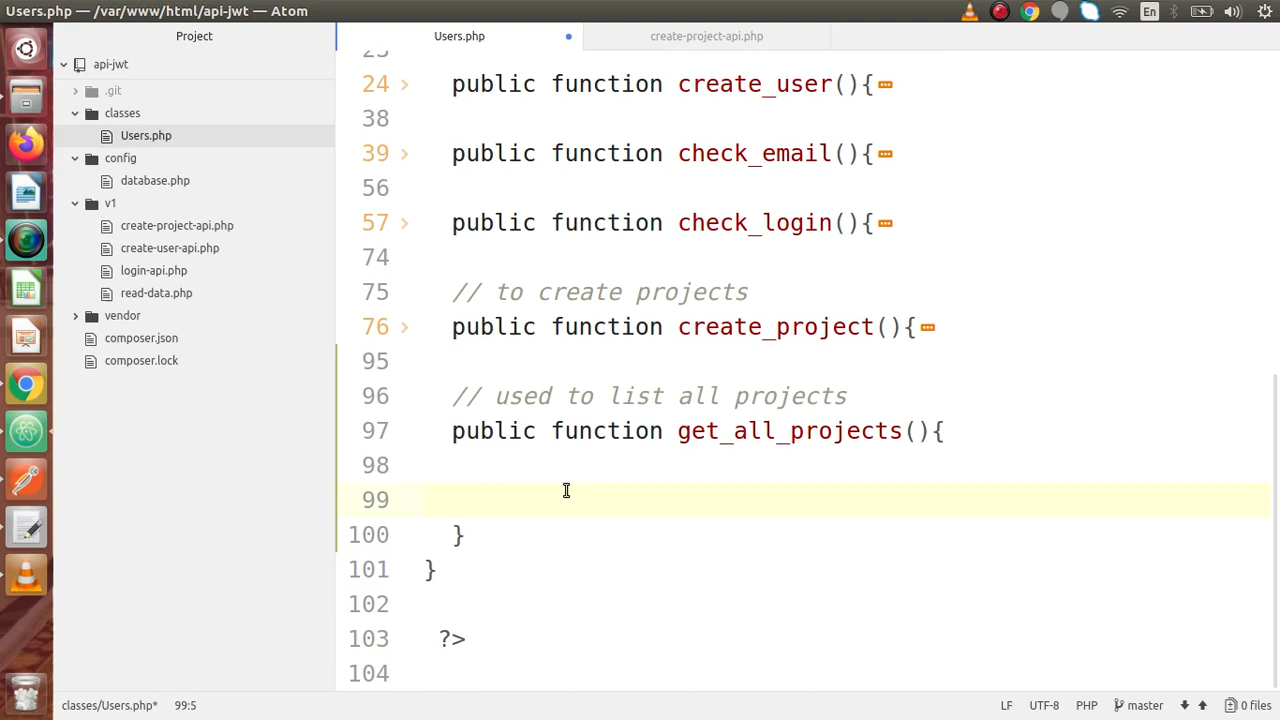 Users.php — /var/www/html/api-jwt — Atom
En
Project
Users.php
create-project-api.php
api-jwt
.git
classes
Users.php
config
database.php
v1
create-project-api.php
create-user-api.php
login-api.php
read-data.php
vendor
composer.json
composer.lock
23
24 public function create_user(){
38
39 public function check_email(){
56
57 public function check_login(){
74
75 // to create projects
76 public function create_project(){
95
96 // used to list all projects
97 public function get_all_projects(){
98
99
100 }
101 }
102
103 ?>
104
classes/Users.php* 99:5
LF UTF-8 PHP master 0 files